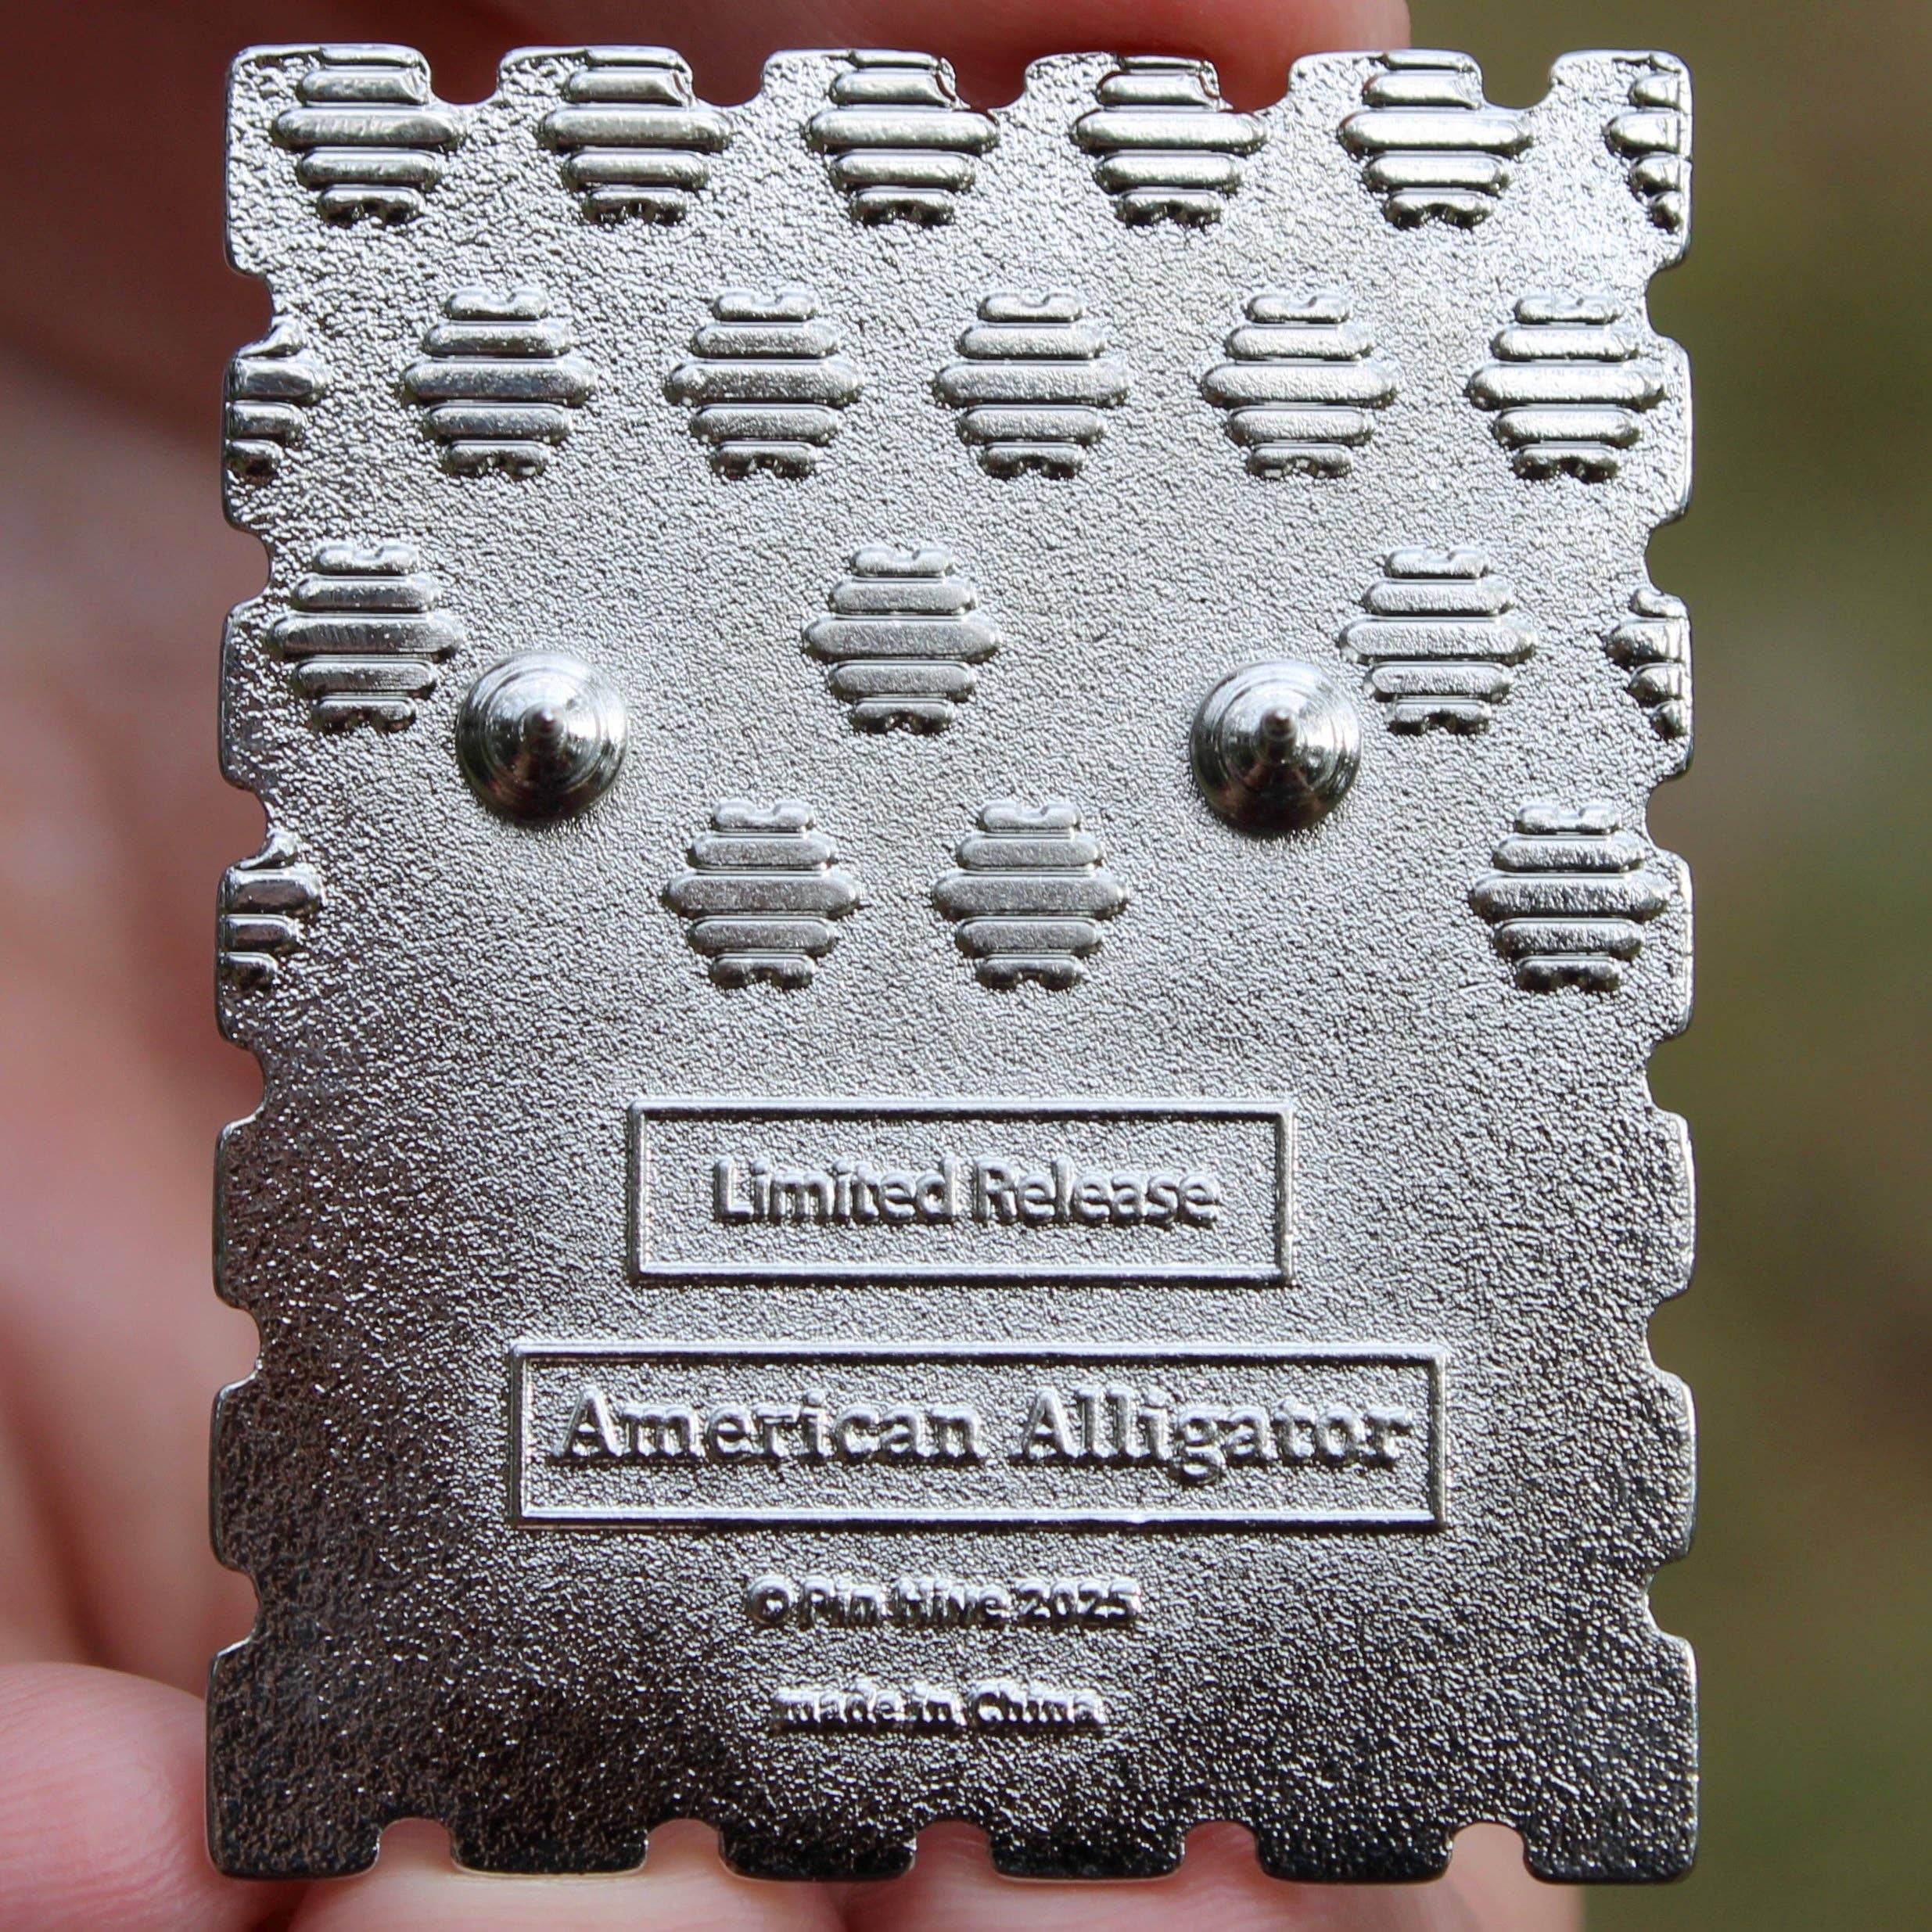 Limited Release
American Alligator
© Pin Hive 2025
made in China